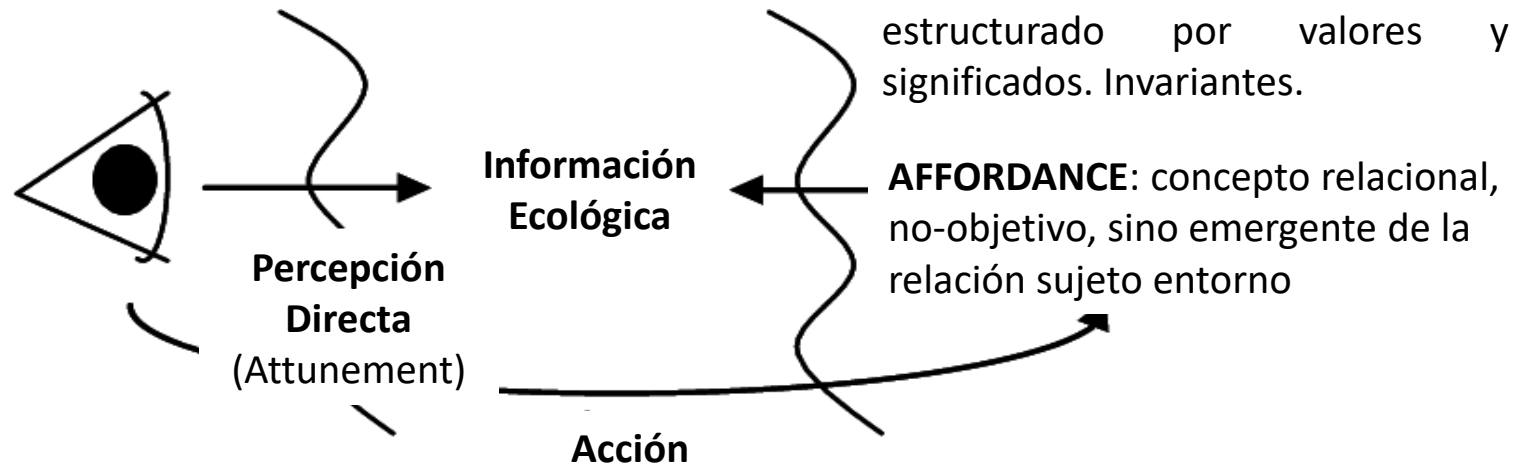 estructurado por valores y
significados. Invariantes.
Información
Ecológica
AFFORDANCE: concepto relacional,
no-objetivo, sino emergente de la
relación sujeto entorno
Percepción
Directa
(Attunement)
Acción